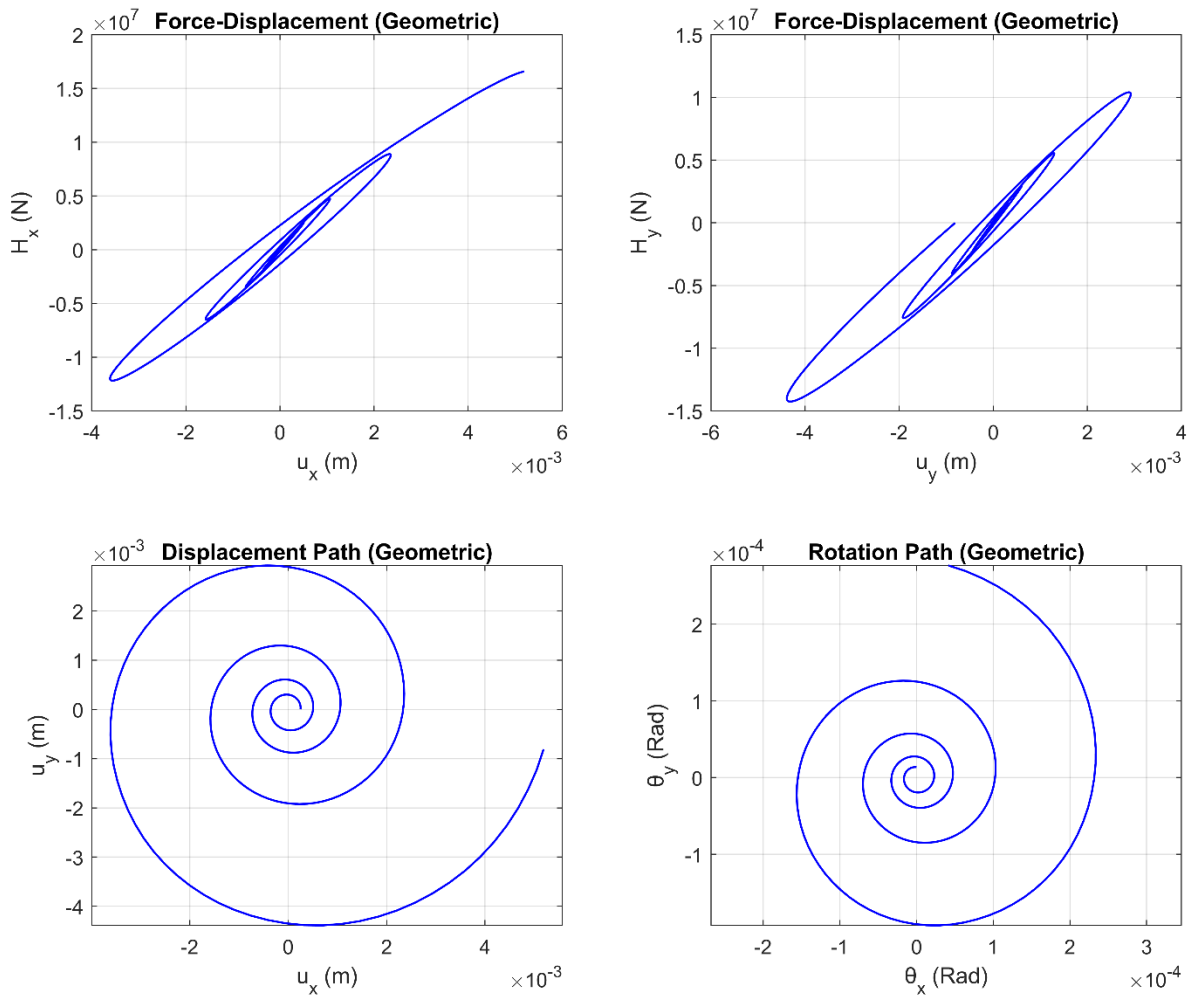 ×10⁷ Force-Displacement (Geometric)
2
1.5
1
0.5
0
-0.5
-1
-1.5
H_x (N)
-4 -2 0 2 4 6
u_x (m) ×10⁻³
×10⁷ Force-Displacement (Geometric)
1.5
1
0.5
0
-0.5
-1
-1.5
H_y (N)
-6 -4 -2 0 2 4
u_y (m) ×10⁻³
×10⁻³ Displacement Path (Geometric)
2
1
0
-1
-2
-3
-4
u_y (m)
-2 0 2 4
u_x (m) ×10⁻³
×10⁻⁴ Rotation Path (Geometric)
2
1
0
-1
θ_y (Rad)
-2 -1 0 1 2 3
θ_x (Rad) ×10⁻⁴